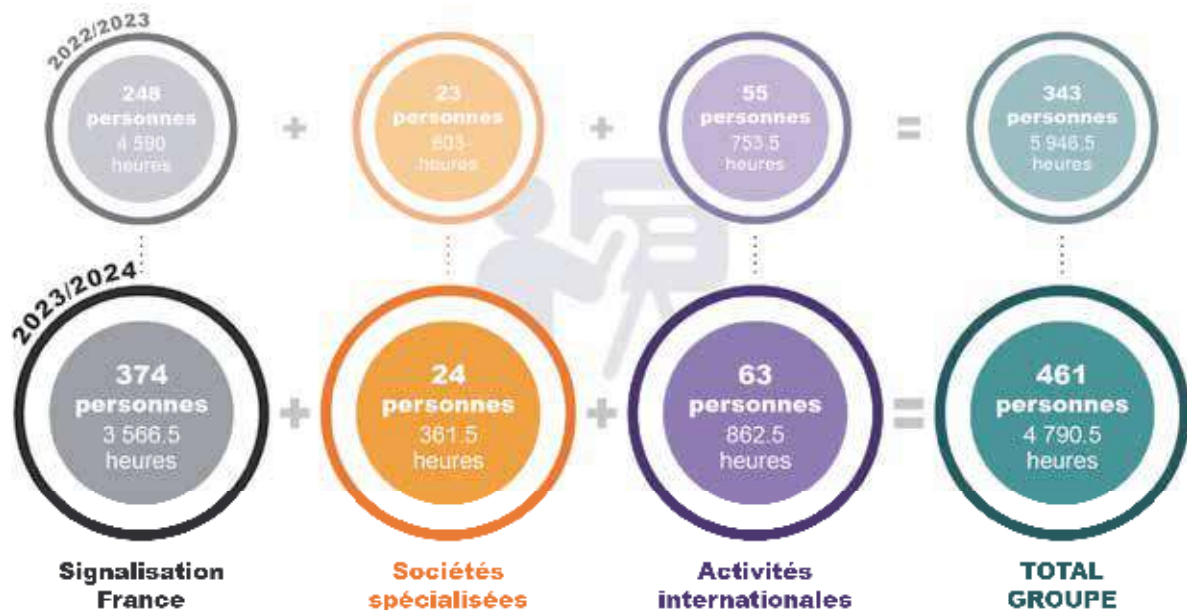 2022/2023
248
personnes
4 590
heures
+
23
personnes
603
heures
+
55
personnes
753.5
heures
=
343
personnes
5 946.5
heures
2023/2024
374
personnes
3 566.5
heures
+
24
personnes
361.5
heures
+
63
personnes
862.5
heures
=
461
personnes
4 790.5
heures
Signalisation
France
Sociétés
spécialisées
Activités
internationales
TOTAL
GROUPE